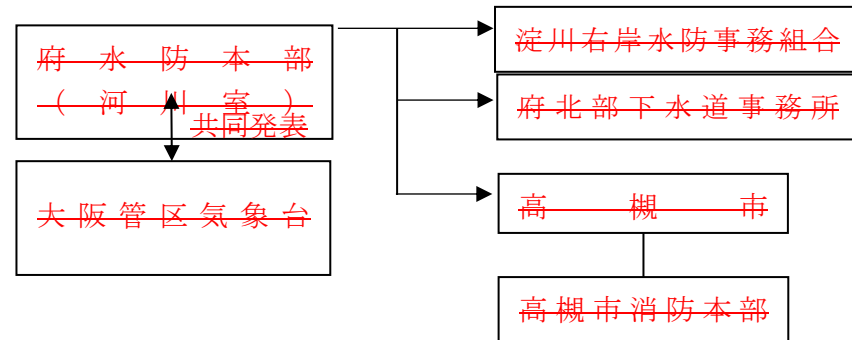 府水防本部
（河川室）
共同発表
大阪管区気象台
淀川右岸水防事務組合
府北部下水道事務所
高槻市
高槻市消防本部